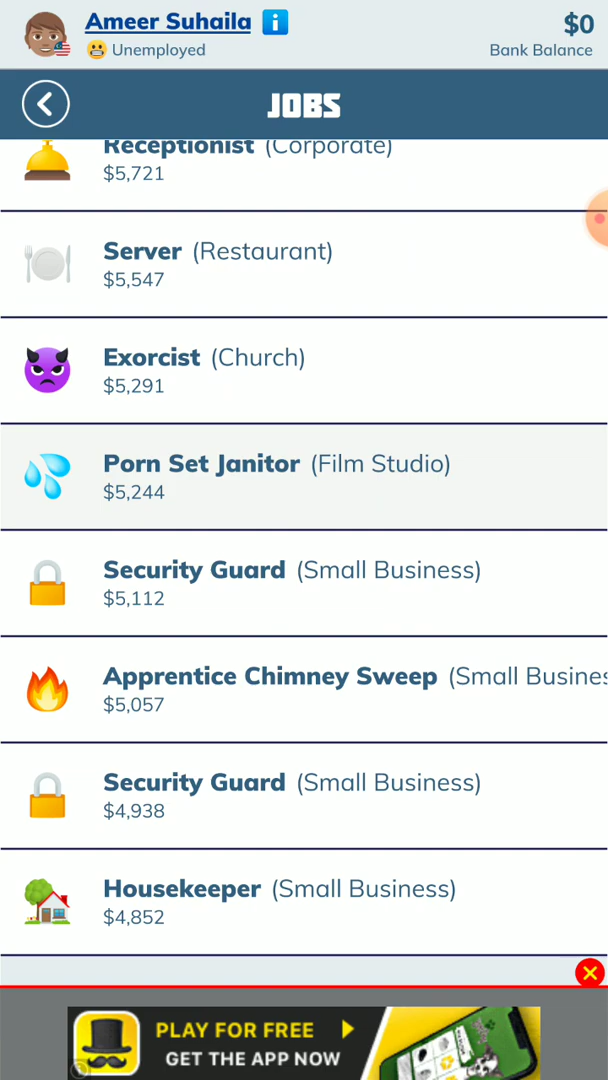 Ameer Suhaila
$0
Unemployed
Bank Balance
JOBS
Receptionist (Corporate)
$5,721
Server (Restaurant)
$5,547
Exorcist (Church)
$5,291
Porn Set Janitor (Film Studio)
$5,244
Security Guard (Small Business)
$5,112
Apprentice Chimney Sweep (Small Busines
$5,057
Security Guard (Small Business)
$4,938
Housekeeper (Small Business)
$4,852
PLAY FOR FREE
GET THE APP NOW